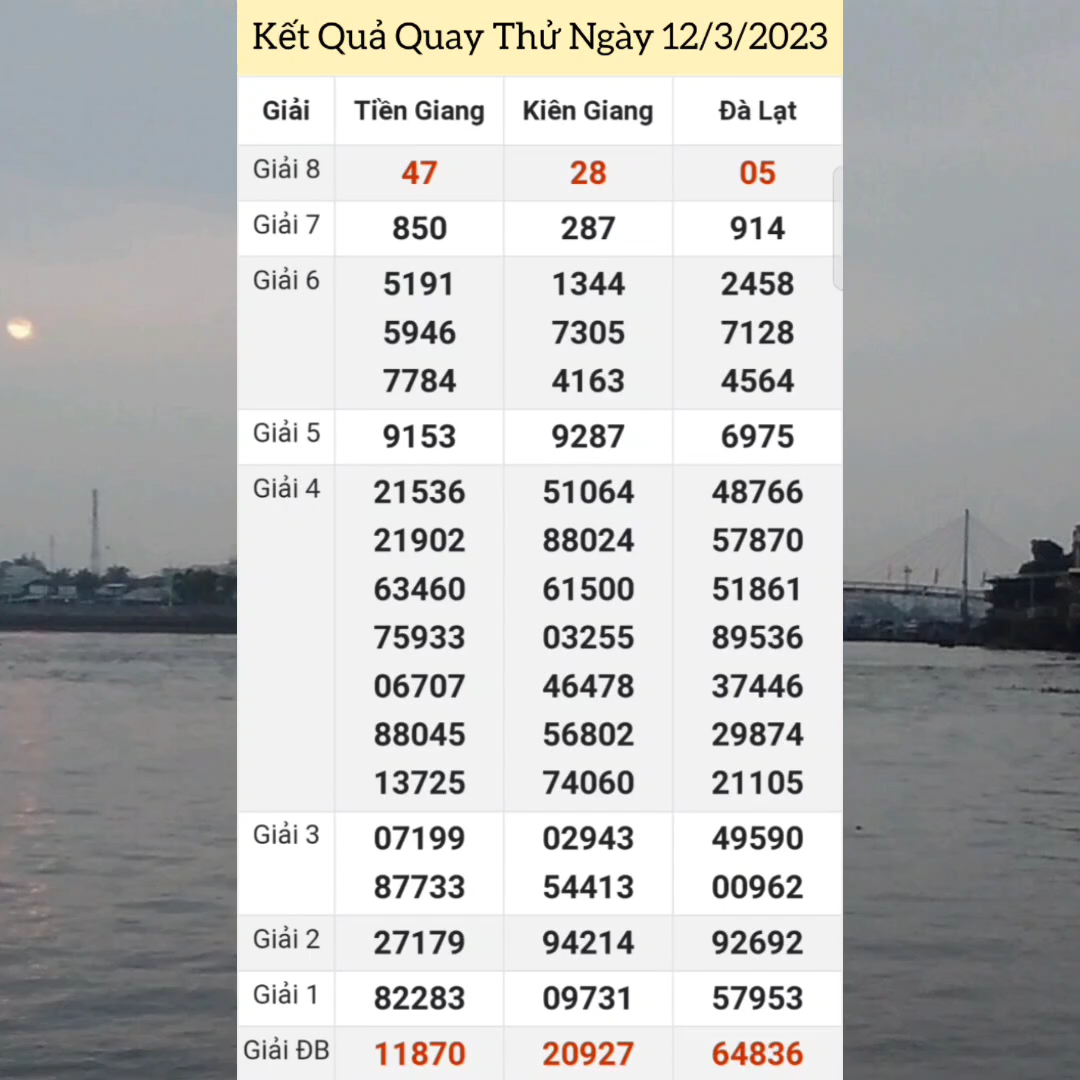 Kết Quả Quay Thử Ngày 12/3/2023
Giải Tiền Giang Kiên Giang Đà Lạt
Giải 8 47 28 05
Giải 7 850 287 914
Giải 6 5191 1344 2458
5946 7305 7128
7784 4163 4564
Giải 5 9153 9287 6975
Giải 4 21536 51064 48766
21902 88024 57870
63460 61500 51861
75933 03255 89536
06707 46478 37446
88045 56802 29874
13725 74060 21105
Giải 3 07199 02943 49590
87733 54413 00962
Giải 2 27179 94214 92692
Giải 1 82283 09731 57953
Giải ĐB 11870 20927 64836